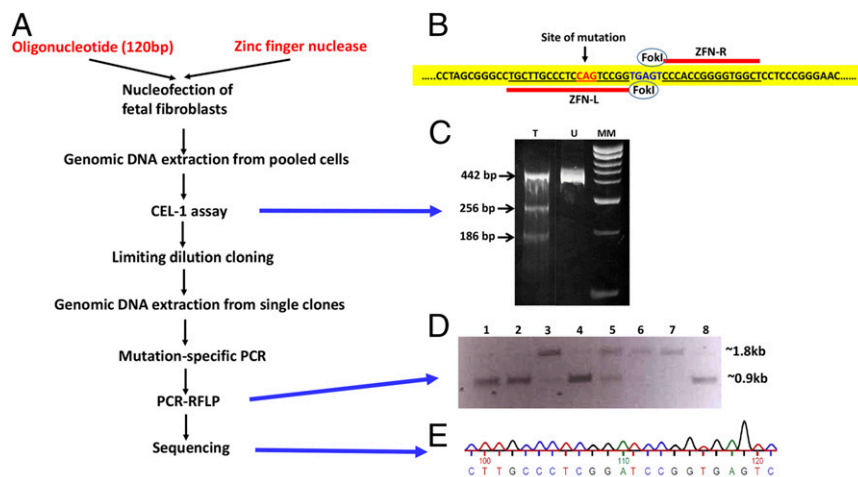 A
Oligonucleotide (120bp)
Zinc finger nuclease
Nucleofection of
fetal fibroblasts
Genomic DNA extraction from pooled cells
CEL-1 assay
Limiting dilution cloning
Genomic DNA extraction from single clones
Mutation-specific PCR
PCR-RFLP
Sequencing
B
Site of mutation
FokI
ZFN-R
.....CCTAGCGGGCCTGCTTGCCCTCCAGTCCGGTGAGTCCCACCGGGGTGGCTCCTCCCGGGAAC......
ZFN-L
FokI
C
T U MM
442 bp
256 bp
186 bp
D
1 2 3 4 5 6 7 8
~1.8kb
~0.9kb
E
100 110 120
C T T G C C C T C G G A T C C G G T G A G T C